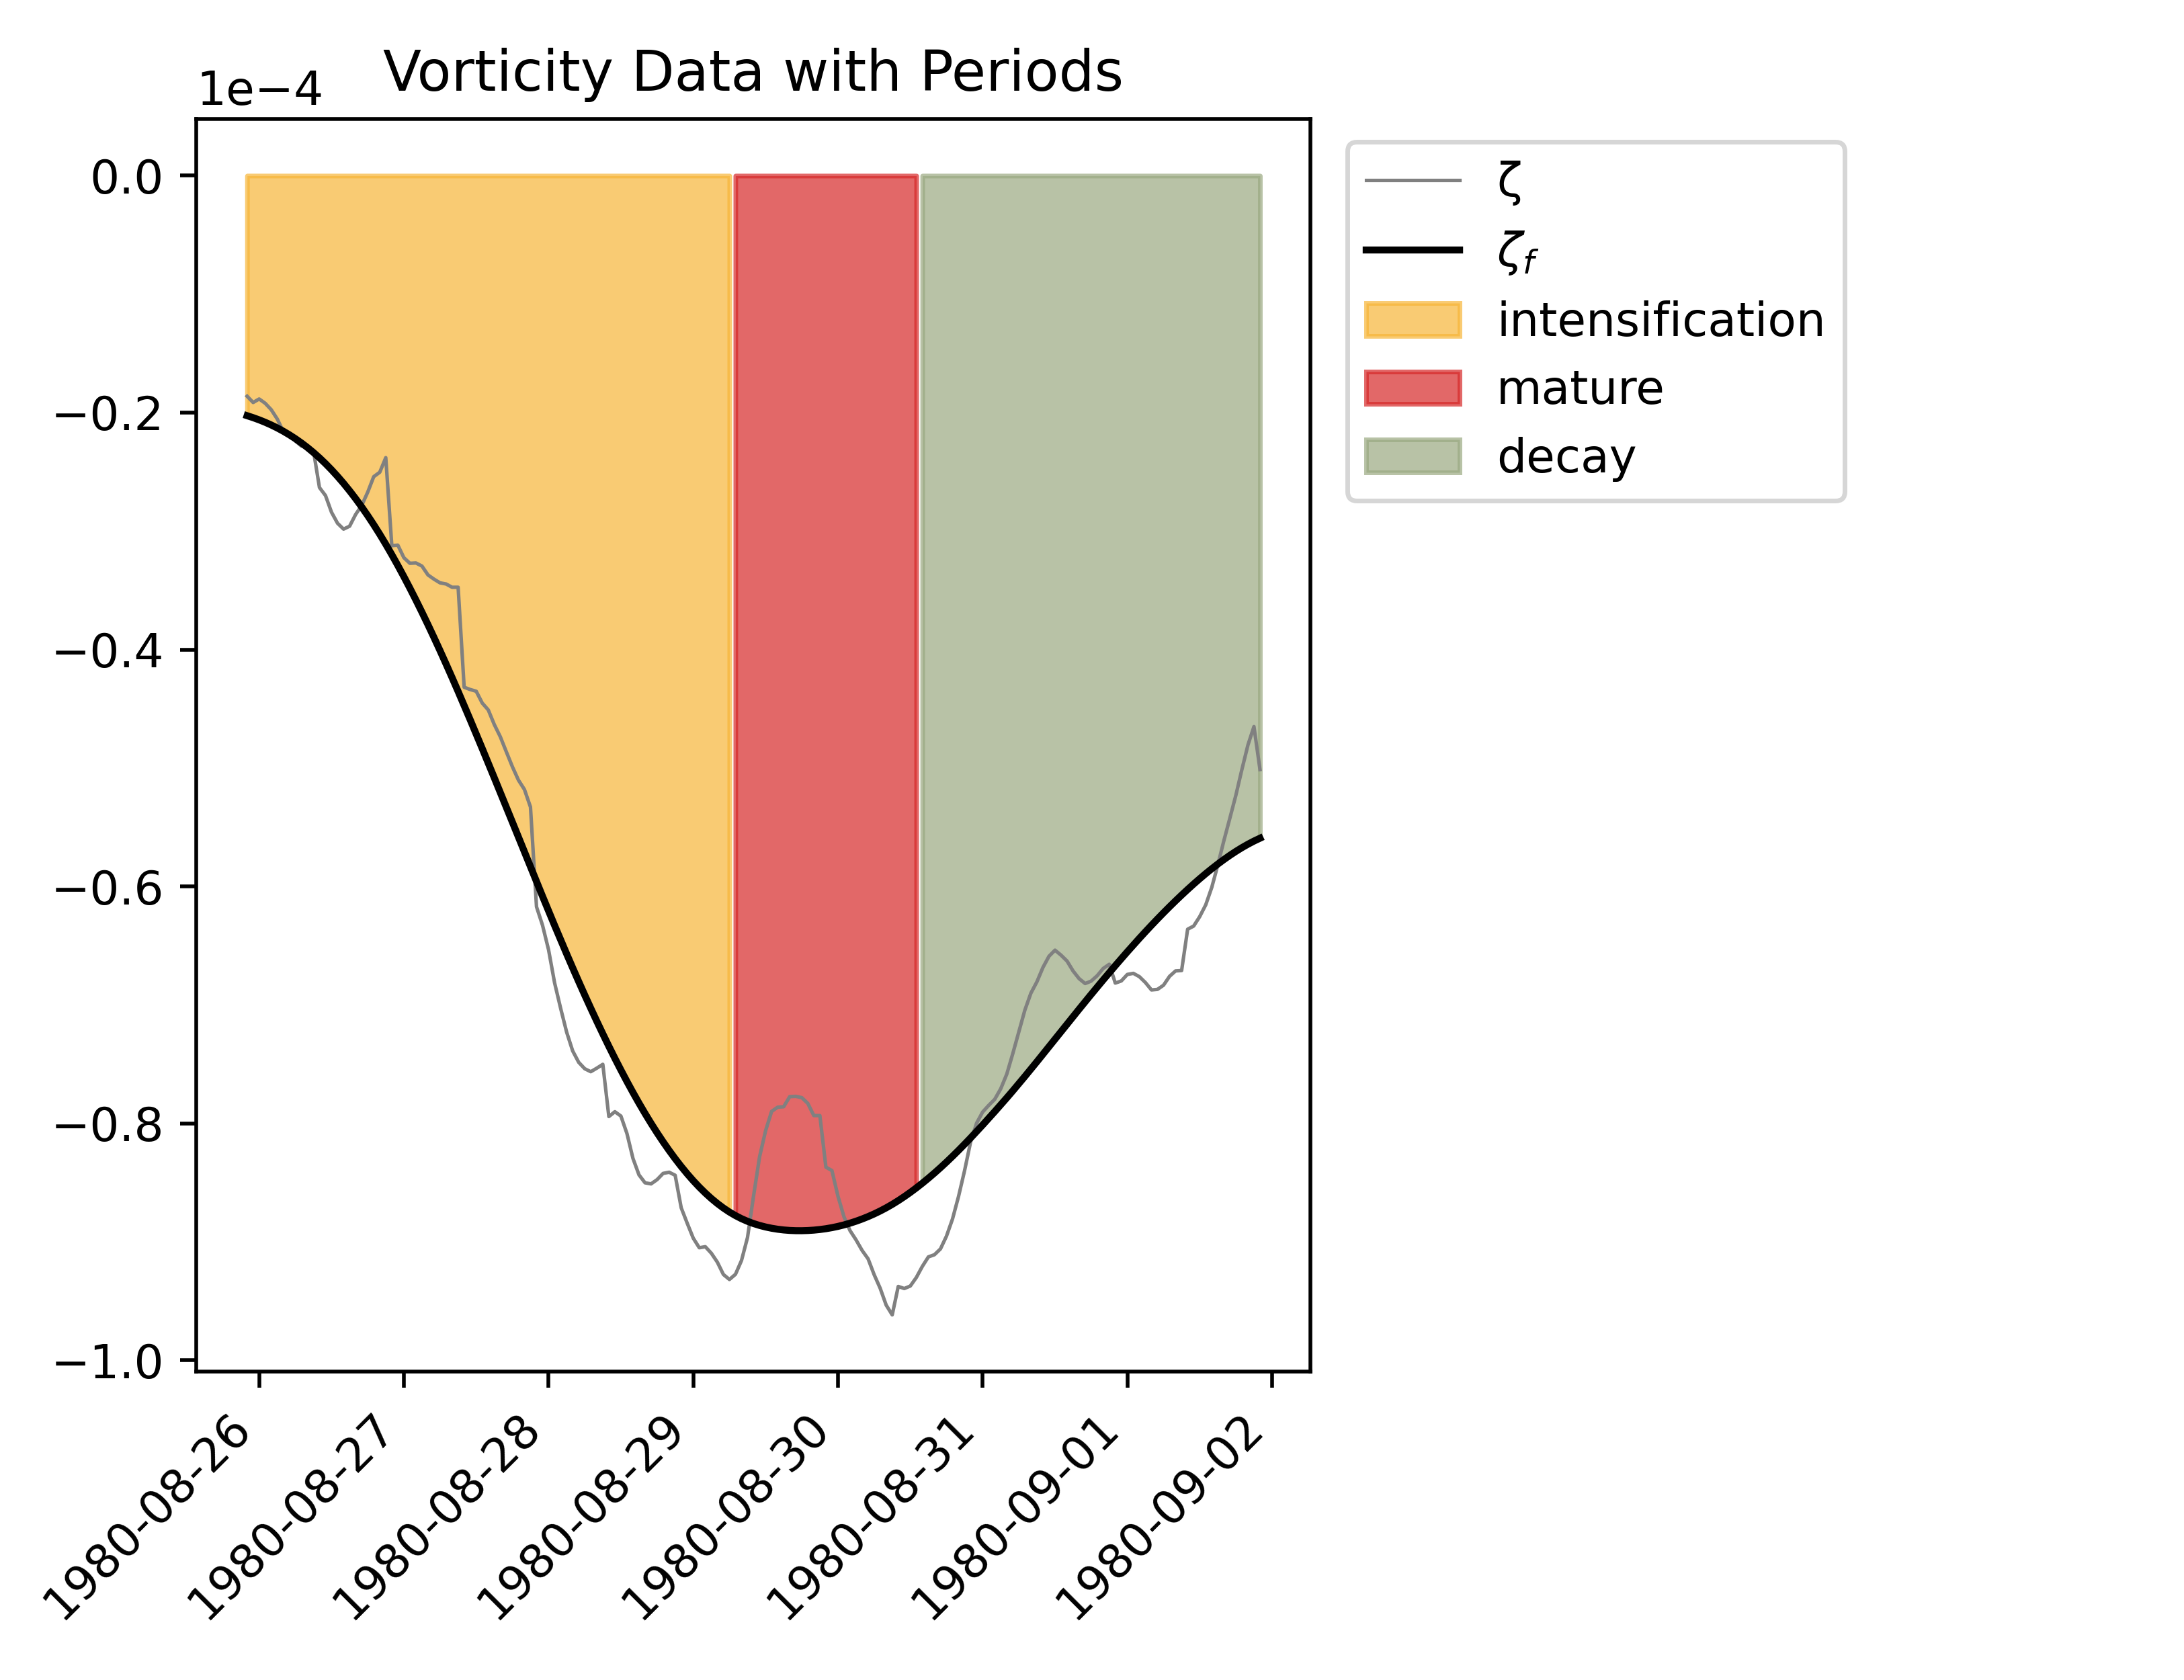 Vorticity Data with Periods
1e−4
0.0
−0.2
−0.4
−0.6
−0.8
−1.0
1980-08-26
1980-08-27
1980-08-28
1980-08-29
1980-08-30
1980-08-31
1980-09-01
1980-09-02
ζ
ζf
intensification
mature
decay